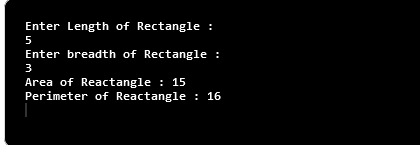 Enter Length of Rectangle :
5
Enter breadth of Rectangle :
3
Area of Reactangle : 15
Perimeter of Reactangle : 16